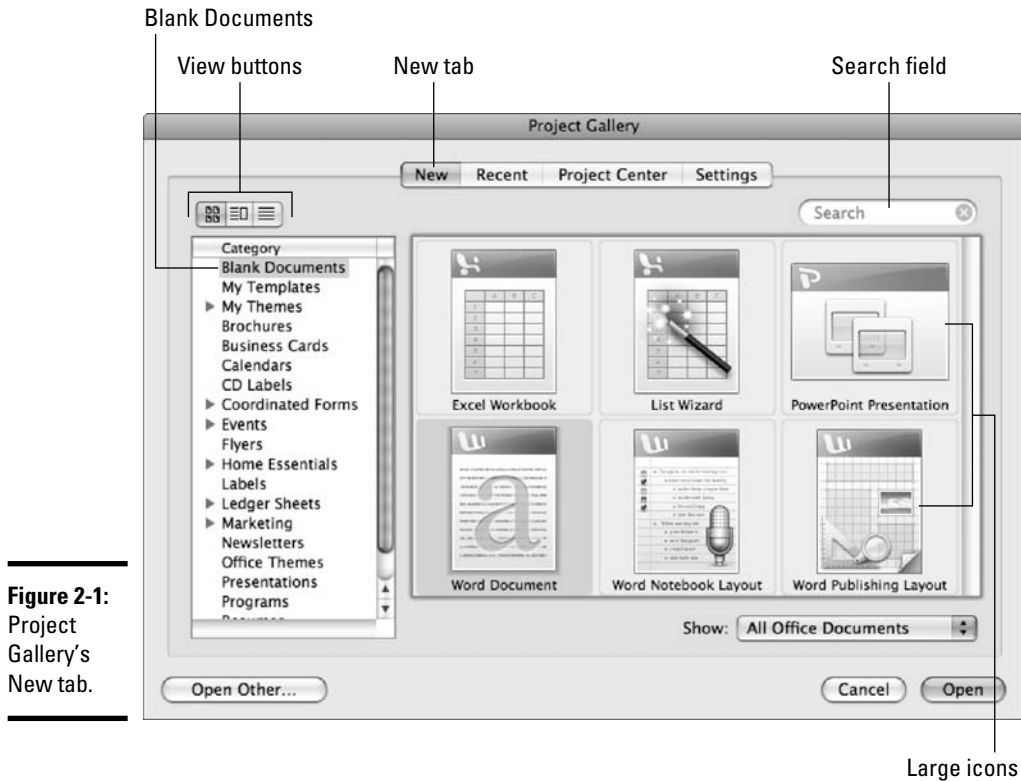 Blank Documents
View buttons
New tab
Search field
Project Gallery
New
Recent
Project Center
Settings
Search
Category
Blank Documents
My Templates
My Themes
Brochures
Business Cards
Calendars
CD Labels
Coordinated Forms
Events
Flyers
Home Essentials
Labels
Ledger Sheets
Marketing
Newsletters
Office Themes
Presentations
Programs
Excel Workbook
List Wizard
PowerPoint Presentation
Word Document
Word Notebook Layout
Word Publishing Layout
Show: All Office Documents
Open Other...
Cancel
Open
Large icons
Figure 2-1:
Project
Gallery's
New tab.